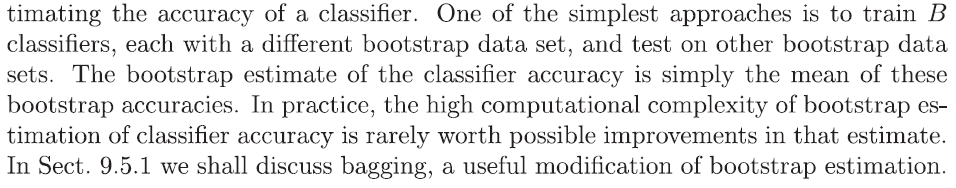 timating the accuracy of a classifier. One of the simplest approaches is to train B
classifiers, each with a different bootstrap data set, and test on other bootstrap data
sets. The bootstrap estimate of the classifier accuracy is simply the mean of these
bootstrap accuracies. In practice, the high computational complexity of bootstrap es-
timation of classifier accuracy is rarely worth possible improvements in that estimate.
In Sect. 9.5.1 we shall discuss bagging, a useful modification of bootstrap estimation.